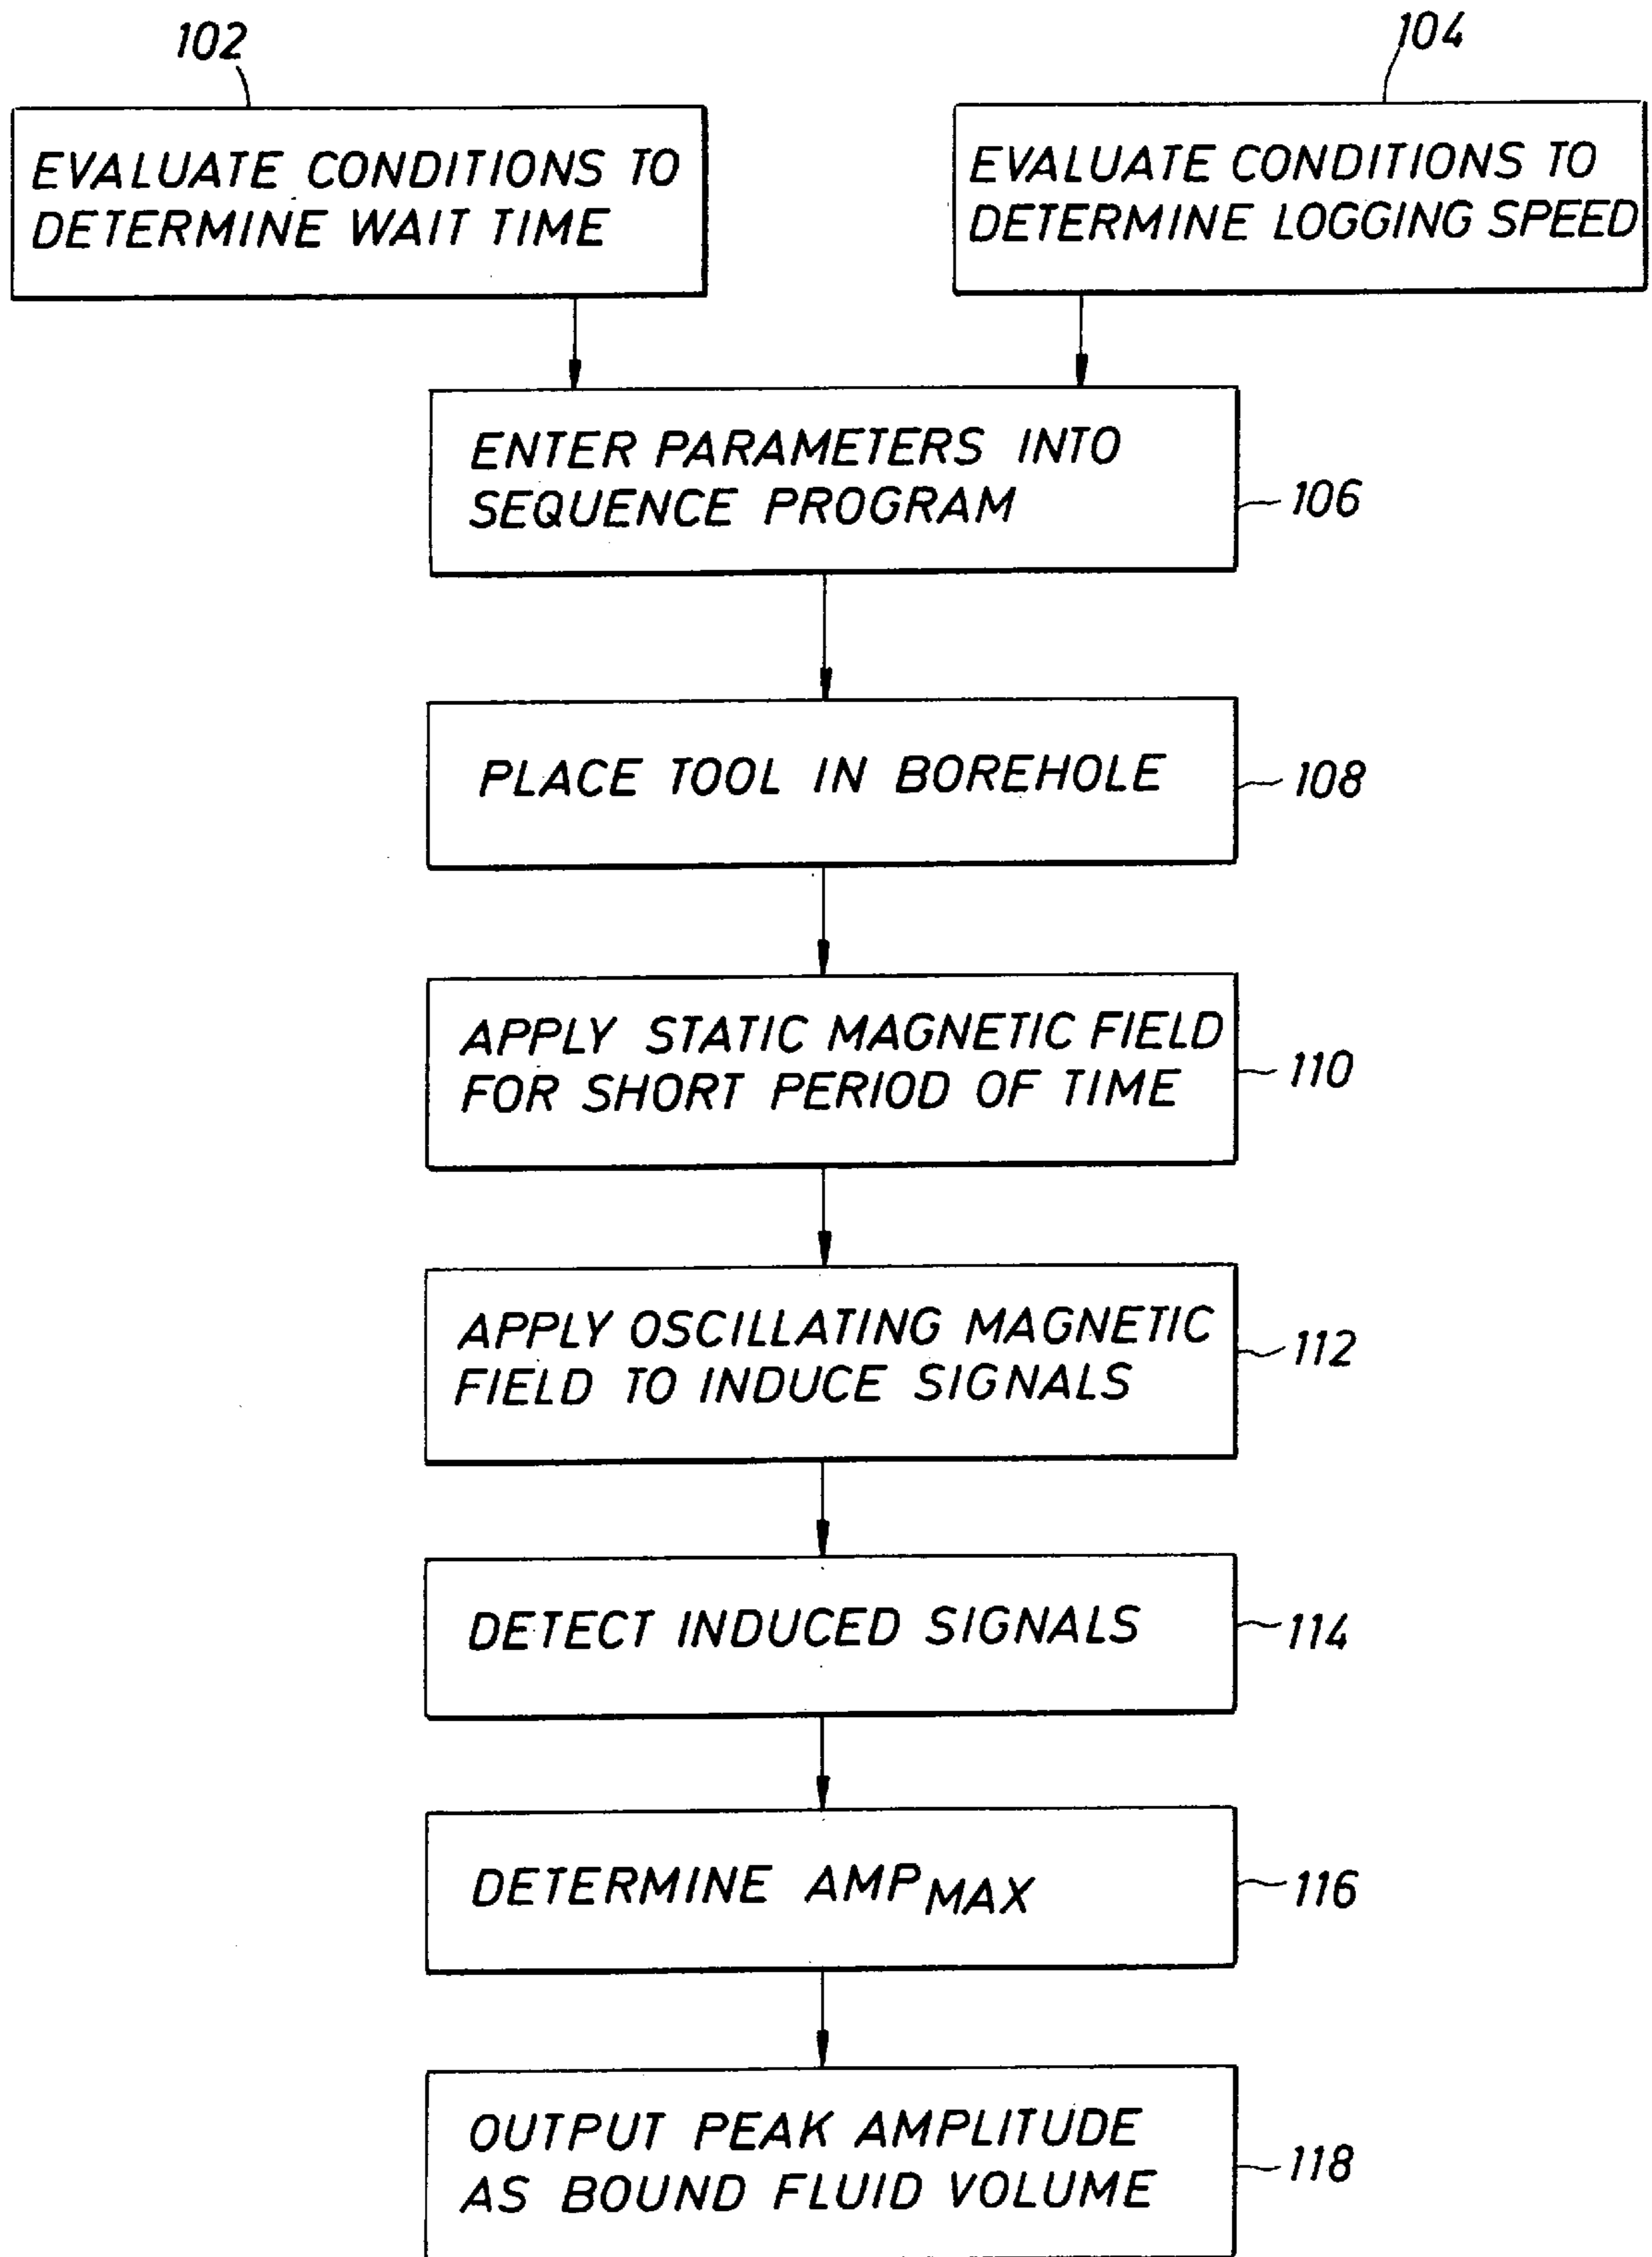 102
EVALUATE CONDITIONS TO
DETERMINE WAIT TIME
104
EVALUATE CONDITIONS TO
DETERMINE LOGGING SPEED
ENTER PARAMETERS INTO
SEQUENCE PROGRAM
106
PLACE TOOL IN BOREHOLE
108
APPLY STATIC MAGNETIC FIELD
FOR SHORT PERIOD OF TIME
110
APPLY OSCILLATING MAGNETIC
FIELD TO INDUCE SIGNALS
112
DETECT INDUCED SIGNALS
114
DETERMINE AMP MAX
116
OUTPUT PEAK AMPLITUDE
AS BOUND FLUID VOLUME
118